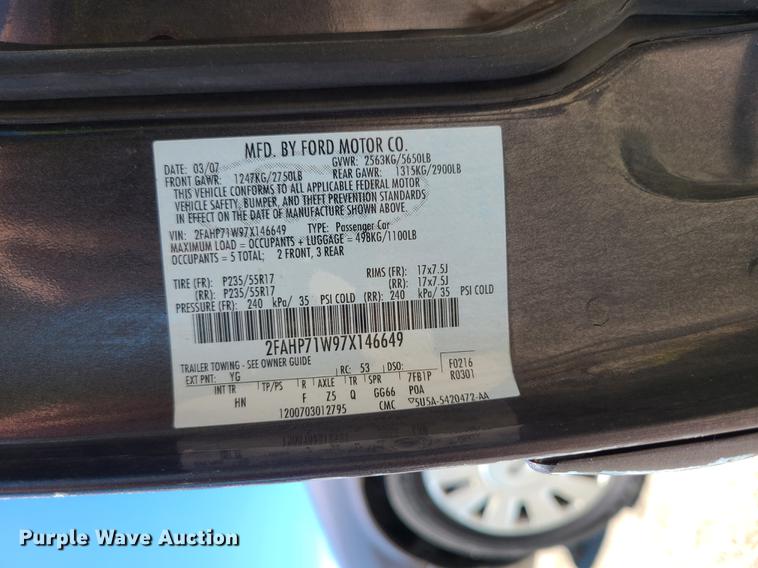 MFD. BY FORD MOTOR CO.
DATE: 03/07 GVWR: 2563KG/5650LB
FRONT GAWR: 1247KG/2750LB REAR GAWR: 1315KG/2900LB
THIS VEHICLE CONFORMS TO ALL APPLICABLE FEDERAL MOTOR
VEHICLE SAFETY, BUMPER, AND THEFT PREVENTION STANDARDS
IN EFFECT ON THE DATE OF MANUFACTURE SHOWN ABOVE.
VIN: 2FAHP71W97X146649 TYPE: Passenger Car
MAXIMUM LOAD = OCCUPANTS + LUGGAGE = 498KG/1100LB
OCCUPANTS = 5 TOTAL; 2 FRONT, 3 REAR
TIRE (FR): P235/55R17 RIMS (FR): 17x7.5J
(RR): P235/55R17 (RR): 17x7.5J
PRESSURE (FR): 240 kPa/ 35 PSI COLD (RR): 240 kPa/ 35 PSI COLD
2FAHP71W97X146649
TRAILER TOWING - SEE OWNER GUIDE
EXT PNT: YG RC: 53 DSO: F0216
INT TR TP/PS R AXLE TR SPR 7FB1P R0301
HN F Z5 Q GG66 POA
1200703012795 CMC SU5A-5420472-AA
Purple Wave Auction